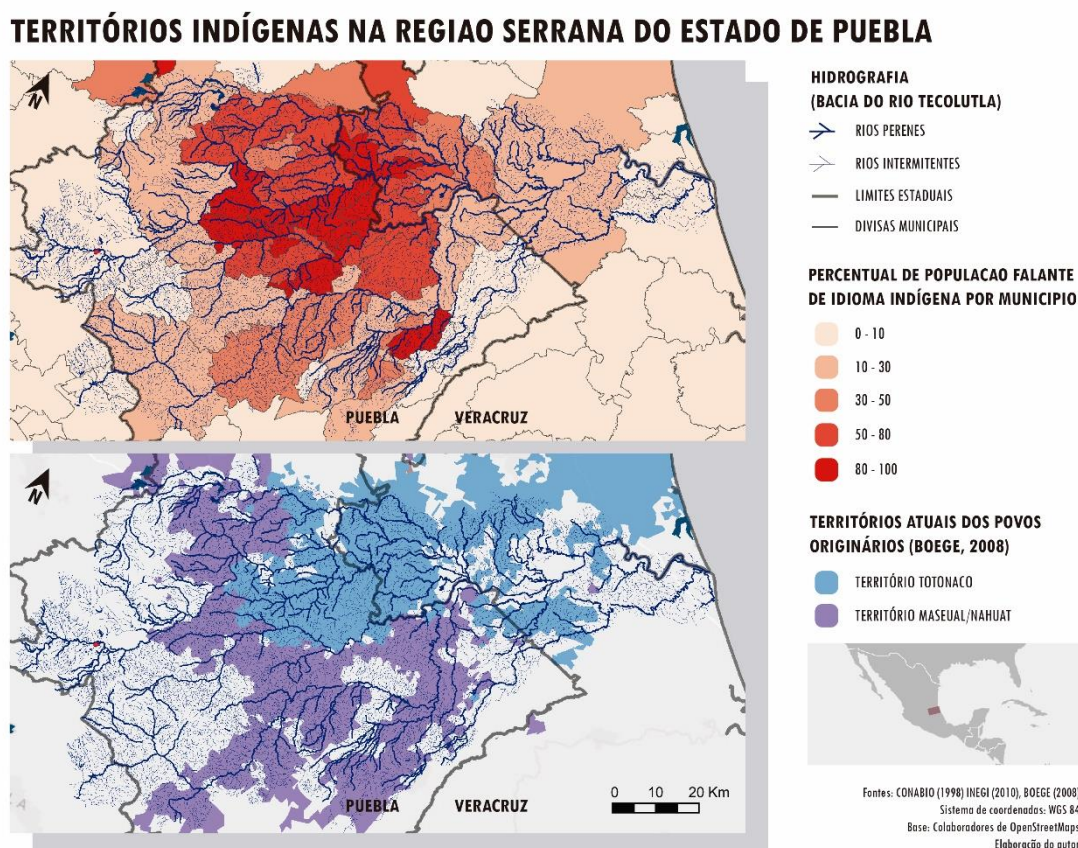 TERRITÓRIOS INDÍGENAS NA REGIAO SERRANA DO ESTADO DE PUEBLA
N
PUEBLA
VERACRUZ
N
PUEBLA
VERACRUZ
0 10 20 Km
HIDROGRAFIA
(BACIA DO RIO TECOLUTLA)
RIOS PERENES
RIOS INTERMITENTES
LIMITES ESTADUAIS
DIVISAS MUNICIPAIS
PERCENTUAL DE POPULACAO FALANTE
DE IDIOMA INDÍGENA POR MUNICIPIO
0 - 10
10 - 30
30 - 50
50 - 80
80 - 100
TERRITÓRIOS ATUAIS DOS POVOS
ORIGINÁRIOS (BOEGE, 2008)
TERRITÓRIO TOTONACO
TERRITÓRIO MASEUAL/NAHUAT
Fontes: CONABIO (1998) INEGI (2010), BOEGE (2008)
Sistema de coordenadas: WGS 84
Base: Colaboradores de OpenStreetMaps
Elaboração do autor